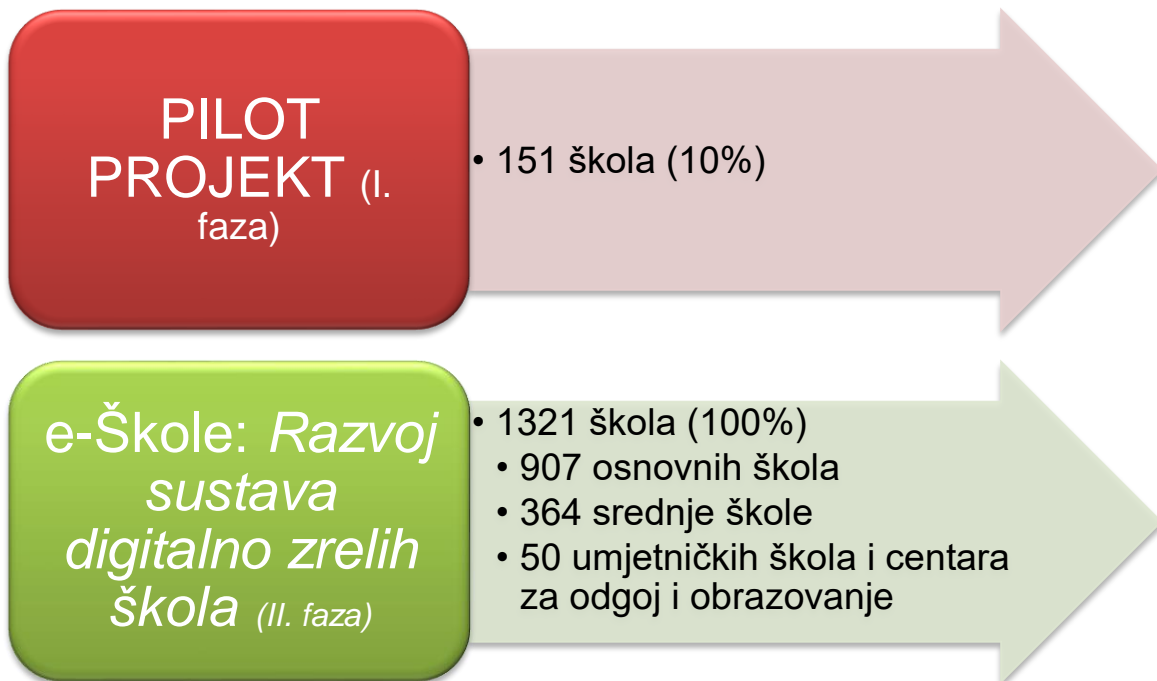 PILOT
PROJEKT (I.
faza)
• 151 škola (10%)
e-Škole: Razvoj
sustava
digitalno zrelih
škola (II. faza)
• 1321 škola (100%)
• 907 osnovnih škola
• 364 srednje škole
• 50 umjetničkih škola i centara
za odgoj i obrazovanje